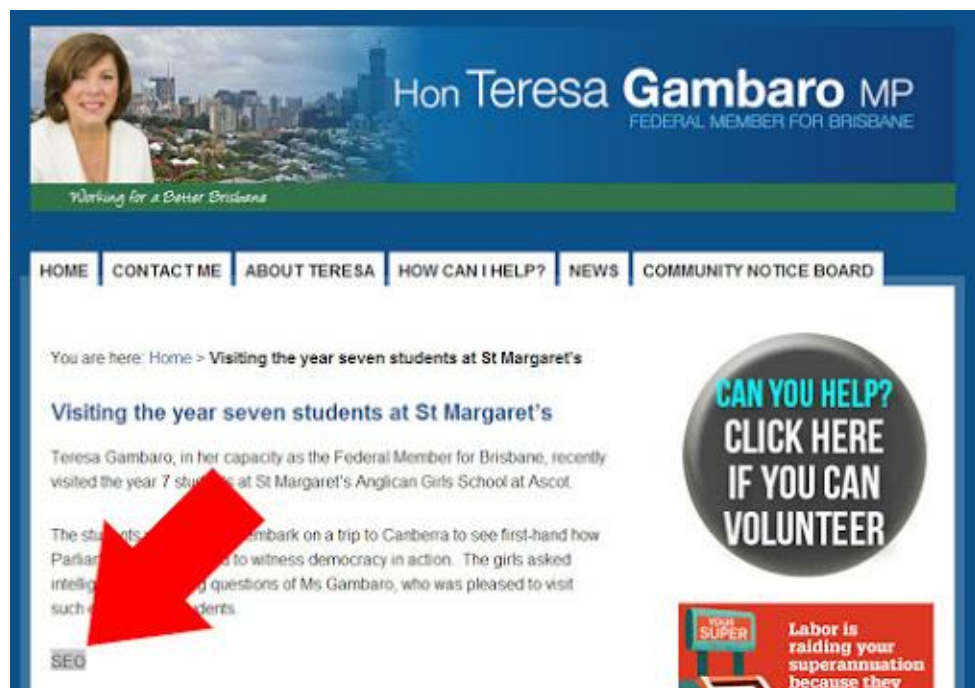 Hon Teresa Gambaro MP
FEDERAL MEMBER FOR BRISBANE
Working for a Better Brisbane
HOME CONTACT ME ABOUT TERESA HOW CAN I HELP? NEWS COMMUNITY NOTICE BOARD
You are here: Home > Visiting the year seven students at St Margaret's
Visiting the year seven students at St Margaret's
Teresa Gambaro, in her capacity as the Federal Member for Brisbane, recently
visited the year 7 students at St Margaret's Anglican Girls School at Ascot.
The students embark on a trip to Canberra to see first-hand how
to witness democracy in action. The girls asked
questions of Ms Gambaro, who was pleased to visit
such
SEO
CAN YOU HELP?
CLICK HERE
IF YOU CAN
VOLUNTEER
YOUR
SUPER
Labor is
raiding your
superannuation
because they